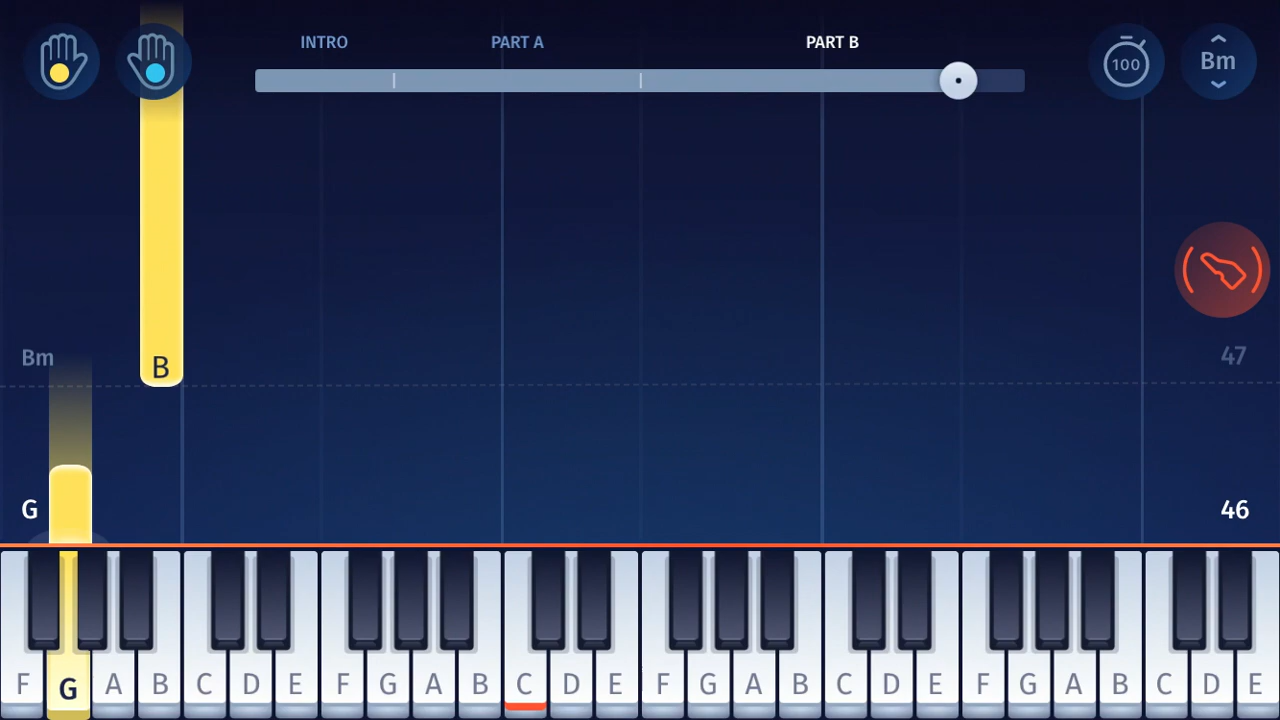 INTRO PART A PART B
100 Bm
B
Bm 47
G 46
F G A B C D E F G A B C D E F G A B C D E F G A B C D E